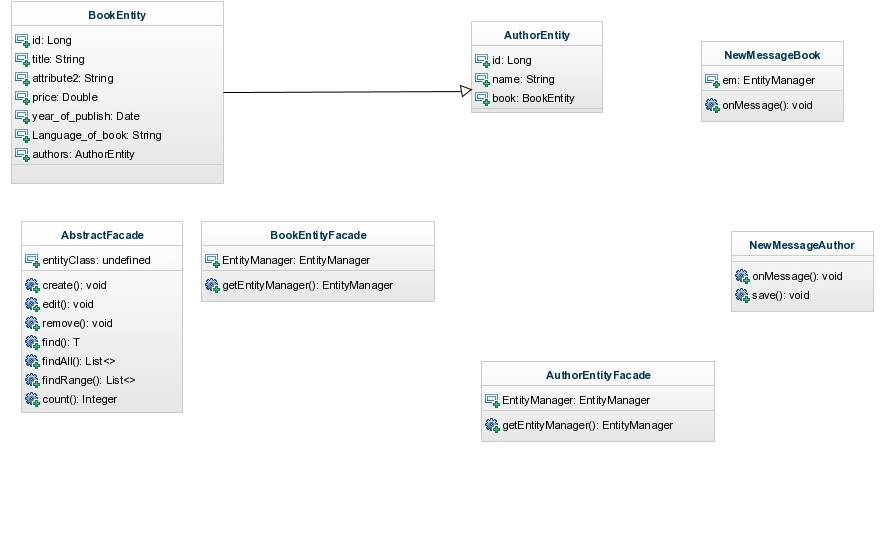 BookEntity
id: Long
title: String
attribute2: String
price: Double
year_of_publish: Date
Language_of_book: String
authors: AuthorEntity
AuthorEntity
id: Long
name: String
book: BookEntity
NewMessageBook
em: EntityManager
onMessage(): void
AbstractFacade
entityClass: undefined
create(): void
edit(): void
remove(): void
find(): T
findAll(): List<>
findRange(): List<>
count(): Integer
BookEntityFacade
EntityManager: EntityManager
getEntityManager(): EntityManager
NewMessageAuthor
onMessage(): void
save(): void
AuthorEntityFacade
EntityManager: EntityManager
getEntityManager(): EntityManager